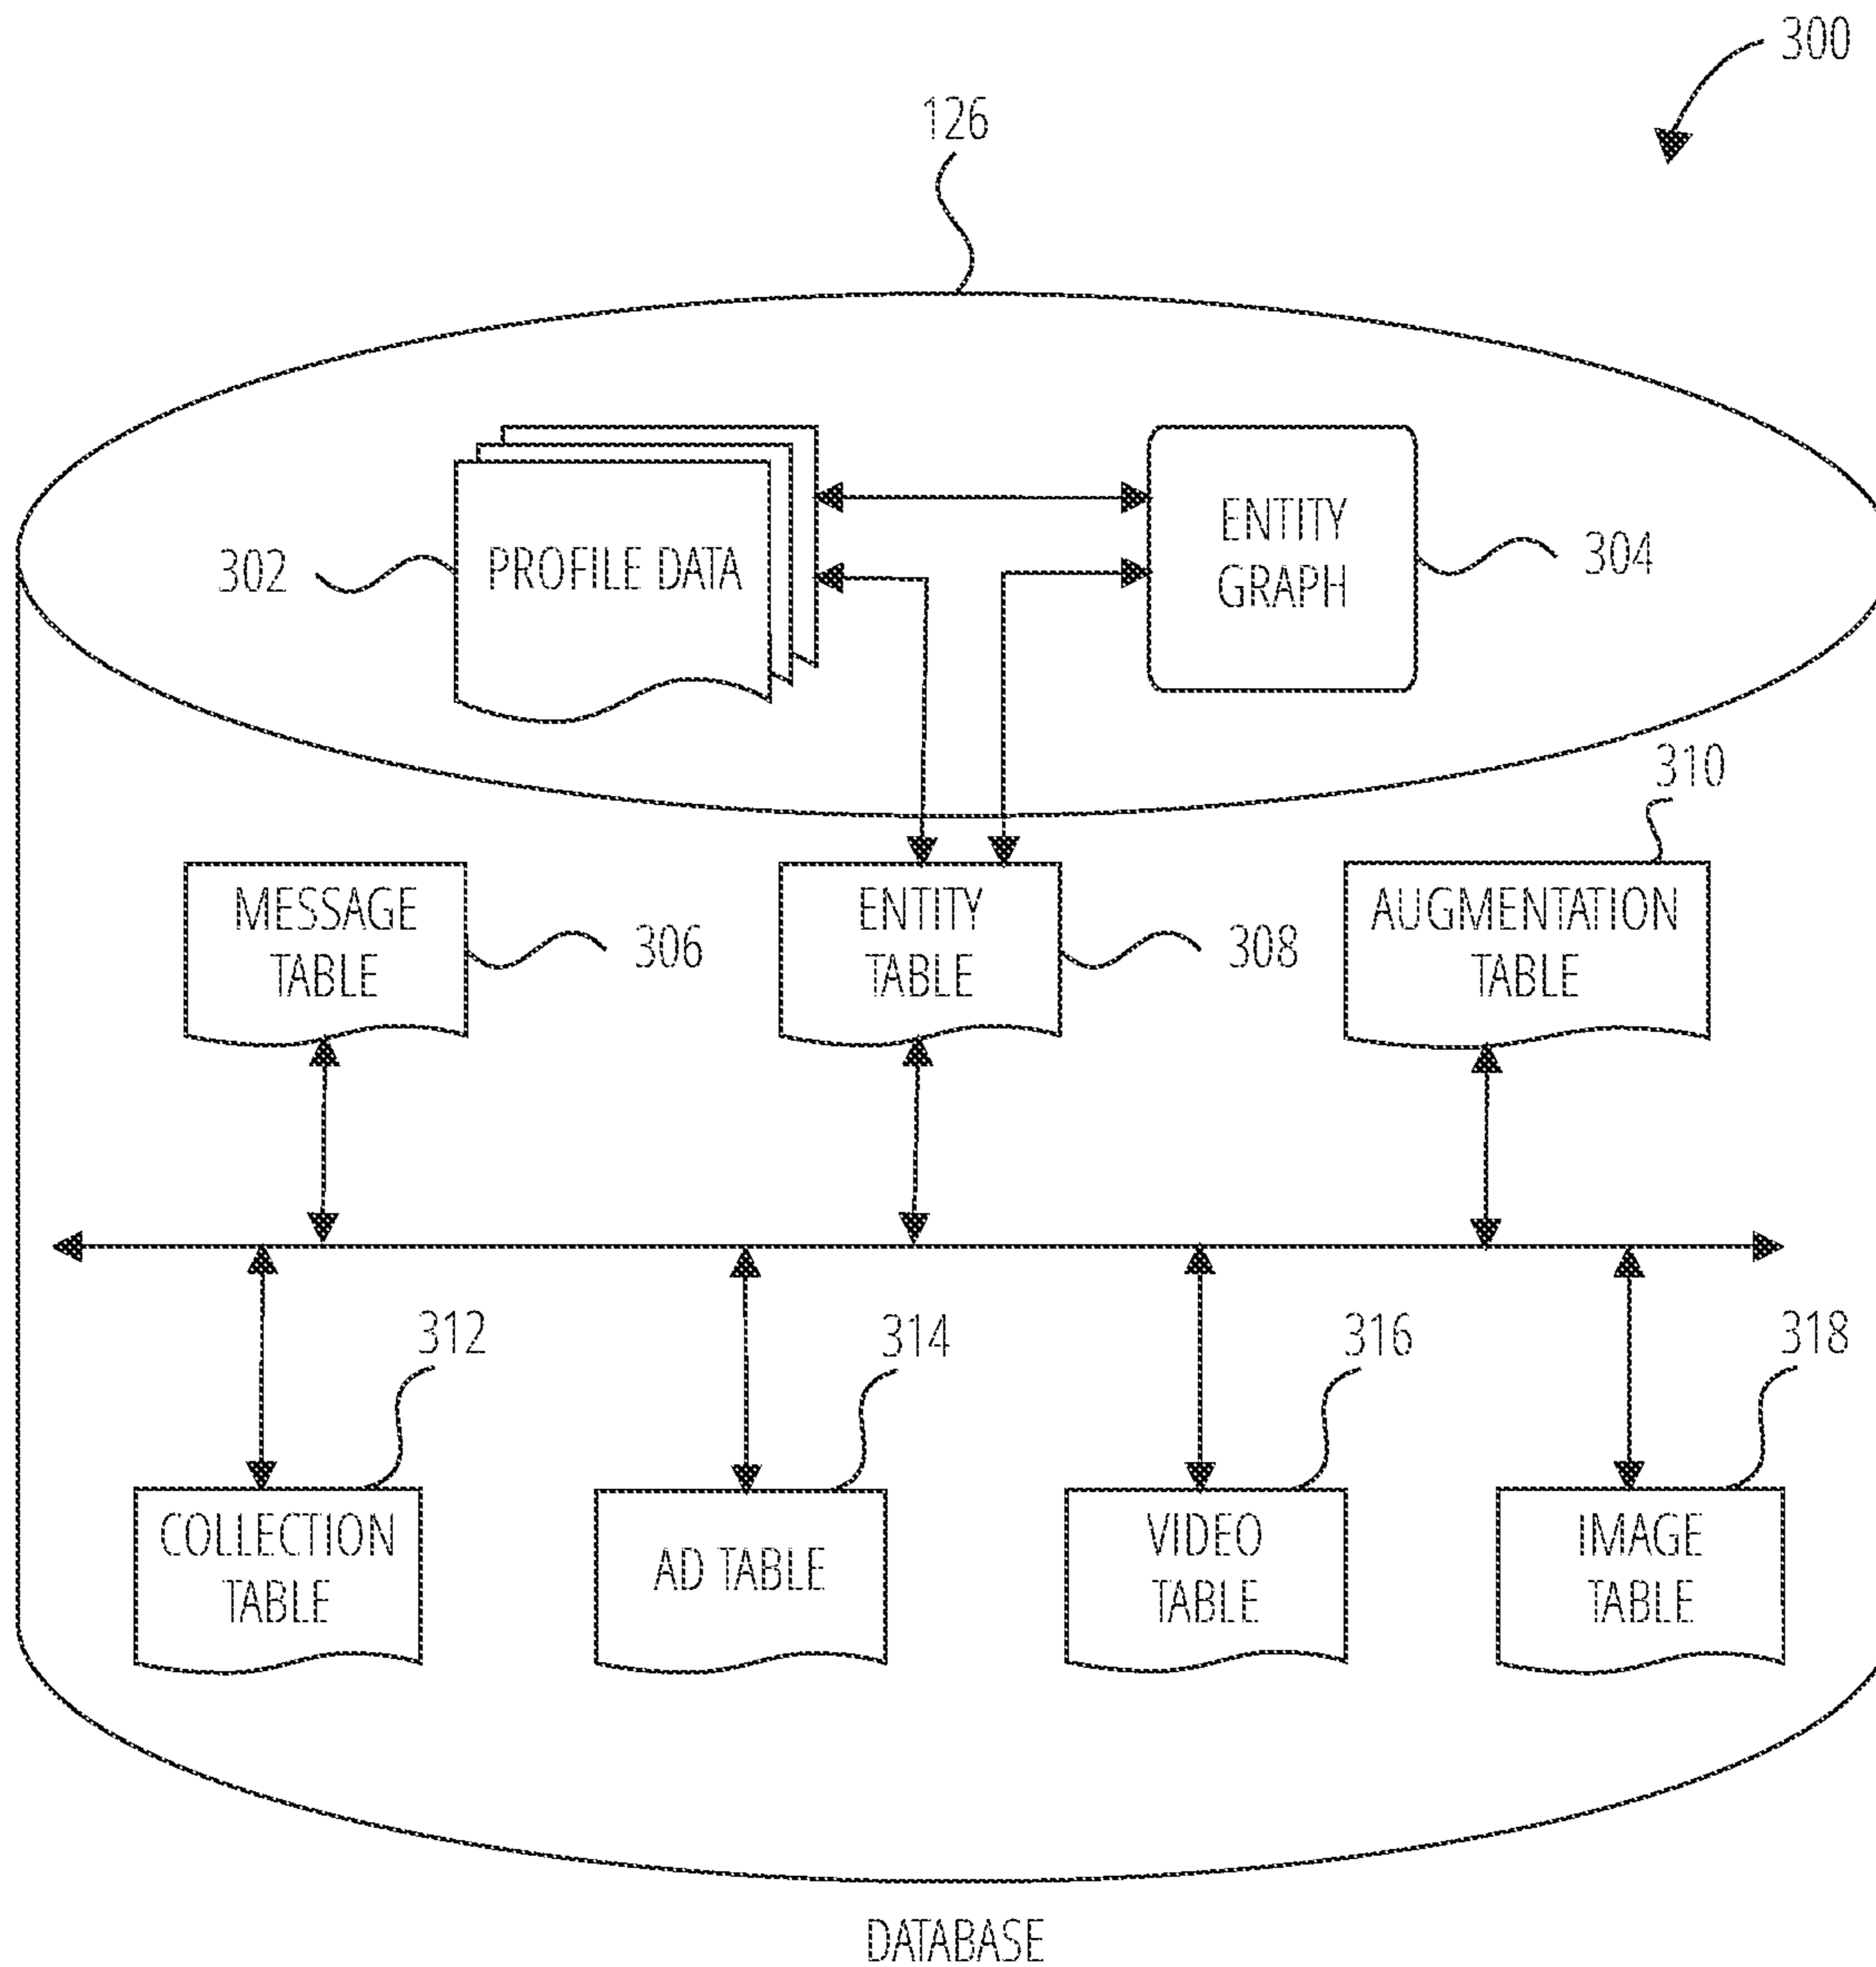 300
126
302
PROFILE DATA
ENTITY
GRAPH
304
310
MESSAGE
TABLE
306
ENTITY
TABLE
308
AUGMENTATION
TABLE
312
314
316
318
COLLECTION
TABLE
AD TABLE
VIDEO
TABLE
IMAGE
TABLE
DATABASE